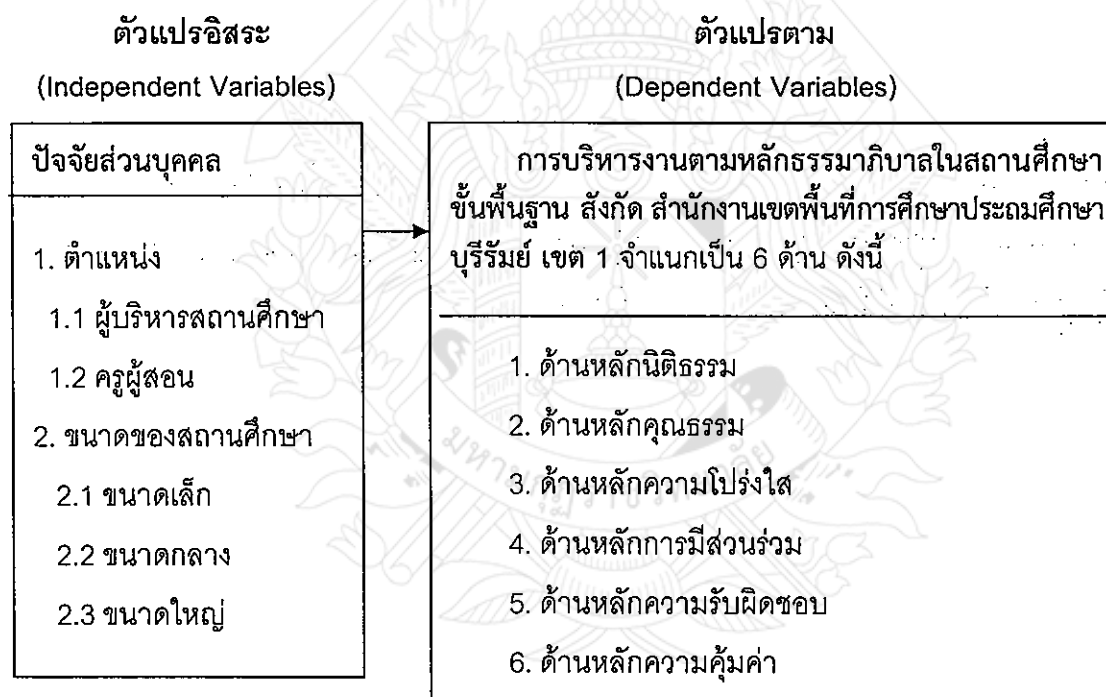 ตัวแปรอิสระ
(Independent Variables)
ปัจจัยส่วนบุคคล
1. ตำแหน่ง
1.1 ผู้บริหารสถานศึกษา
1.2 ครูผู้สอน
2. ขนาดของสถานศึกษา
2.1 ขนาดเล็ก
2.2 ขนาดกลาง
2.3 ขนาดใหญ่
ตัวแปรตาม
(Dependent Variables)
การบริหารงานตามหลักธรรมาภิบาลในสถานศึกษา
ขั้นพื้นฐาน สังกัด สำนักงานเขตพื้นที่การศึกษาประถมศึกษา
บุรีรัมย์ เขต 1 จำแนกเป็น 6 ด้าน ดังนี้
1. ด้านหลักนิติธรรม
2. ด้านหลักคุณธรรม
3. ด้านหลักความโปร่งใส
4. ด้านหลักการมีส่วนร่วม
5. ด้านหลักความรับผิดชอบ
6. ด้านหลักความคุ้มค่า